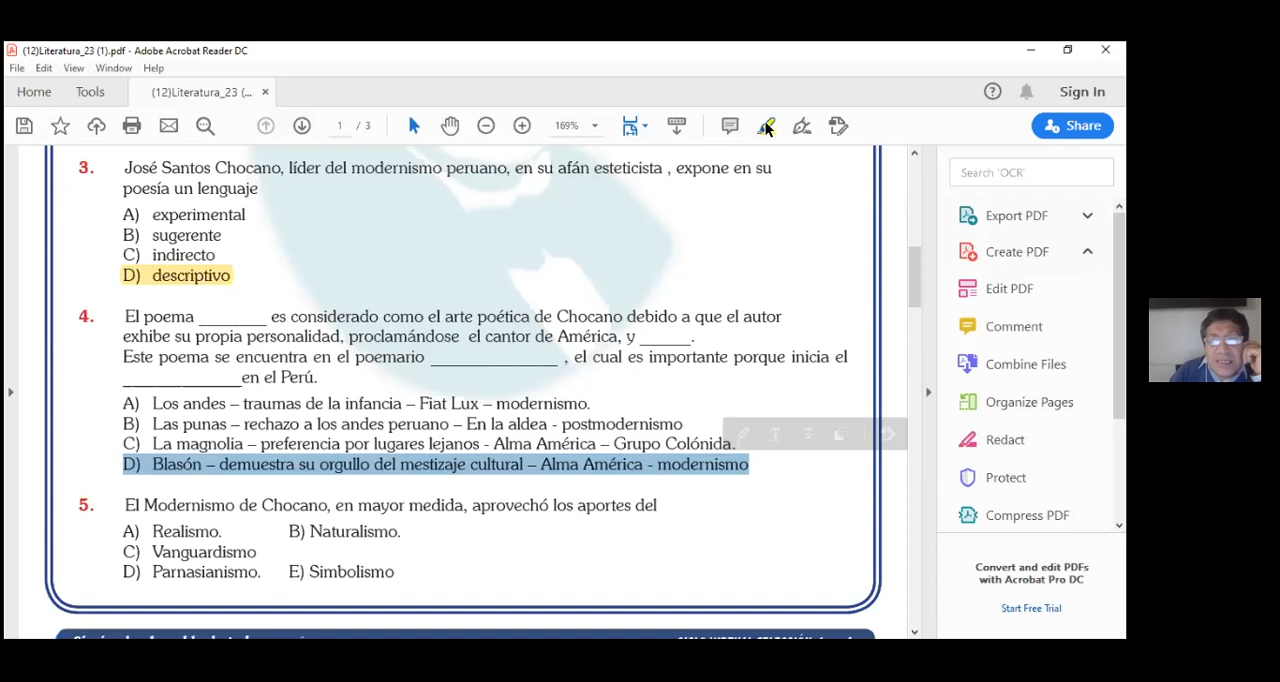 (12)Literatura_23 (1).pdf - Adobe Acrobat Reader DC
File Edit View Window Help
Home Tools (12)Literatura_23 (... × Sign In
1 / 3 169% Share
3. José Santos Chocano, líder del modernismo peruano, en su afán esteticista , expone en su
poesía un lenguaje
A) experimental
B) sugerente
C) indirecto
D) descriptivo
4. El poema ________ es considerado como el arte poética de Chocano debido a que el autor
exhibe su propia personalidad, proclamándose el cantor de América, y ______.
Este poema se encuentra en el poemario _______________ , el cual es importante porque inicia el
______________en el Perú.
A) Los andes – traumas de la infancia – Fiat Lux – modernismo.
B) Las punas – rechazo a los andes peruano – En la aldea - postmodernismo
C) La magnolia – preferencia por lugares lejanos - Alma América – Grupo Colónida.
D) Blasón – demuestra su orgullo del mestizaje cultural – Alma América - modernismo
5. El Modernismo de Chocano, en mayor medida, aprovechó los aportes del
A) Realismo. B) Naturalismo.
C) Vanguardismo
D) Parnasianismo. E) Simbolismo
Search 'OCR'
Export PDF
Create PDF
Edit PDF
Comment
Combine Files
Organize Pages
Redact
Protect
Compress PDF
Convert and edit PDFs
with Acrobat Pro DC
Start Free Trial